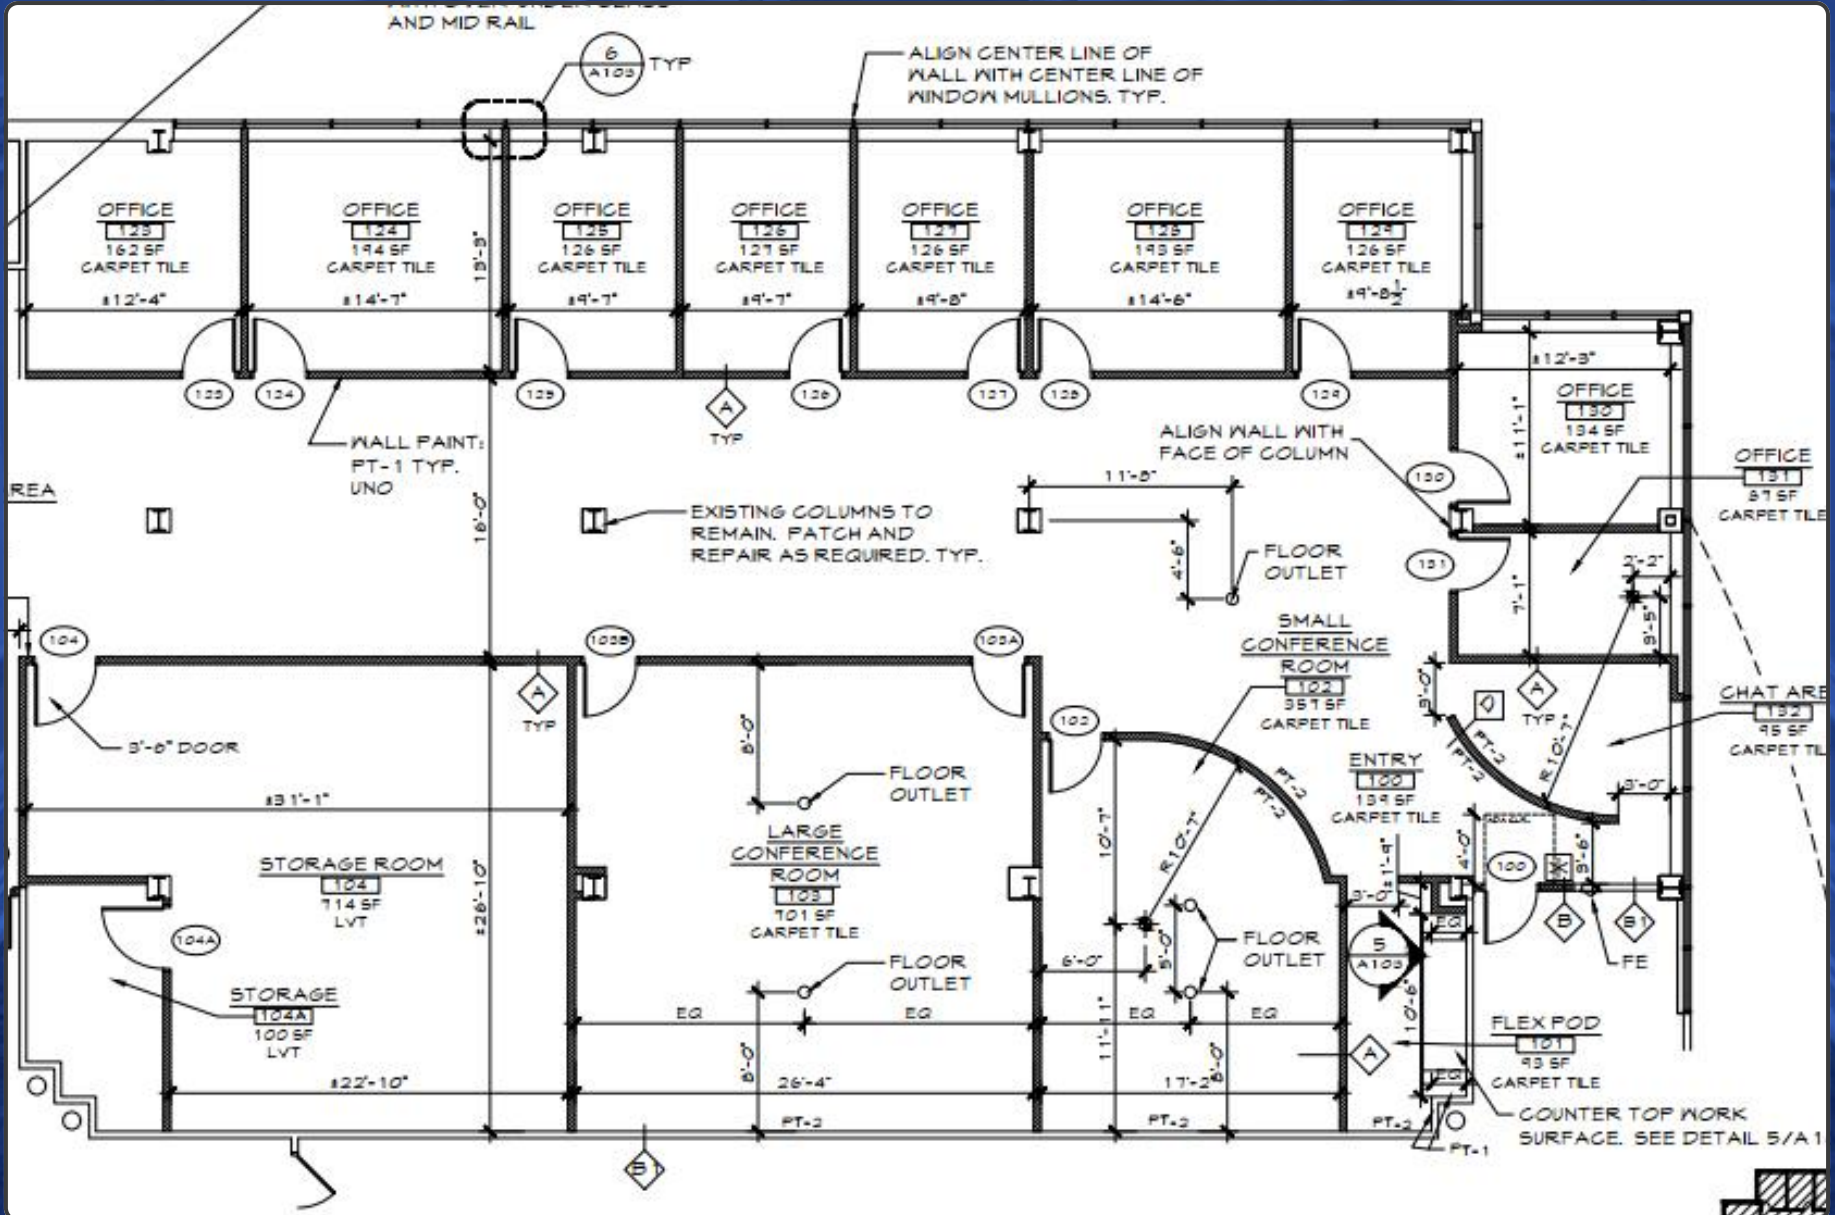 AND MID RAIL
6
A103
TYP
ALIGN CENTER LINE OF
WALL WITH CENTER LINE OF
WINDOW MULLIONS. TYP.
OFFICE
123
162 SF
CARPET TILE
±12'-4"
OFFICE
124
194 SF
CARPET TILE
±14'-7"
13'-3"
OFFICE
125
126 SF
CARPET TILE
±9'-7"
OFFICE
126
127 SF
CARPET TILE
±9'-7"
OFFICE
127
126 SF
CARPET TILE
±9'-8"
OFFICE
128
193 SF
CARPET TILE
±14'-6"
OFFICE
129
126 SF
CARPET TILE
±9'-8½"
±12'-3"
OFFICE
130
134 SF
CARPET TILE
±11'-1"
123
124
125
126
127
128
129
A
TYP
WALL PAINT:
PT-1 TYP.
UNO
ALIGN WALL WITH
FACE OF COLUMN
130
OFFICE
131
87 SF
CARPET TILE
REA
16'-0"
EXISTING COLUMNS TO
REMAIN. PATCH AND
REPAIR AS REQUIRED. TYP.
11'-8"
4'-6"
FLOOR
OUTLET
131
7'-1"
2'-2"
3'-5"
104
103B
103A
SMALL
CONFERENCE
ROOM
102
357 SF
CARPET TILE
3'-0"
A
TYP
A
TYP
CHAT ARE
132
95 SF
CARPET TIL
3'-6" DOOR
8'-0"
102
PT-2
PT-2
PT-2
PT-2
R 10'-7"
ENTRY
100
139 SF
CARPET TILE
3'-0"
±31'-1"
FLOOR
OUTLET
10'-7"
R 10'-7"
±1'-9"
4'-0"
100
3'-6"
STORAGE ROOM
104
714 SF
LVT
±26'-10"
LARGE
CONFERENCE
ROOM
103
701 SF
CARPET TILE
3'-0"
EQ
B
B1
FE
104A
FLOOR
OUTLET
6'-0"
5'-0"
FLOOR
OUTLET
5
A103
STORAGE
104A
100 SF
LVT
EQ
EQ
EQ
EQ
11'-11"
10'-6"
A
FLEX POD
101
93 SF
CARPET TILE
±22'-10"
8'-0"
26'-4"
17'-2"
8'-0"
EQ
PT-2
PT-2
PT-2
PT-1
COUNTER TOP WORK
SURFACE. SEE DETAIL 5/A1
B1